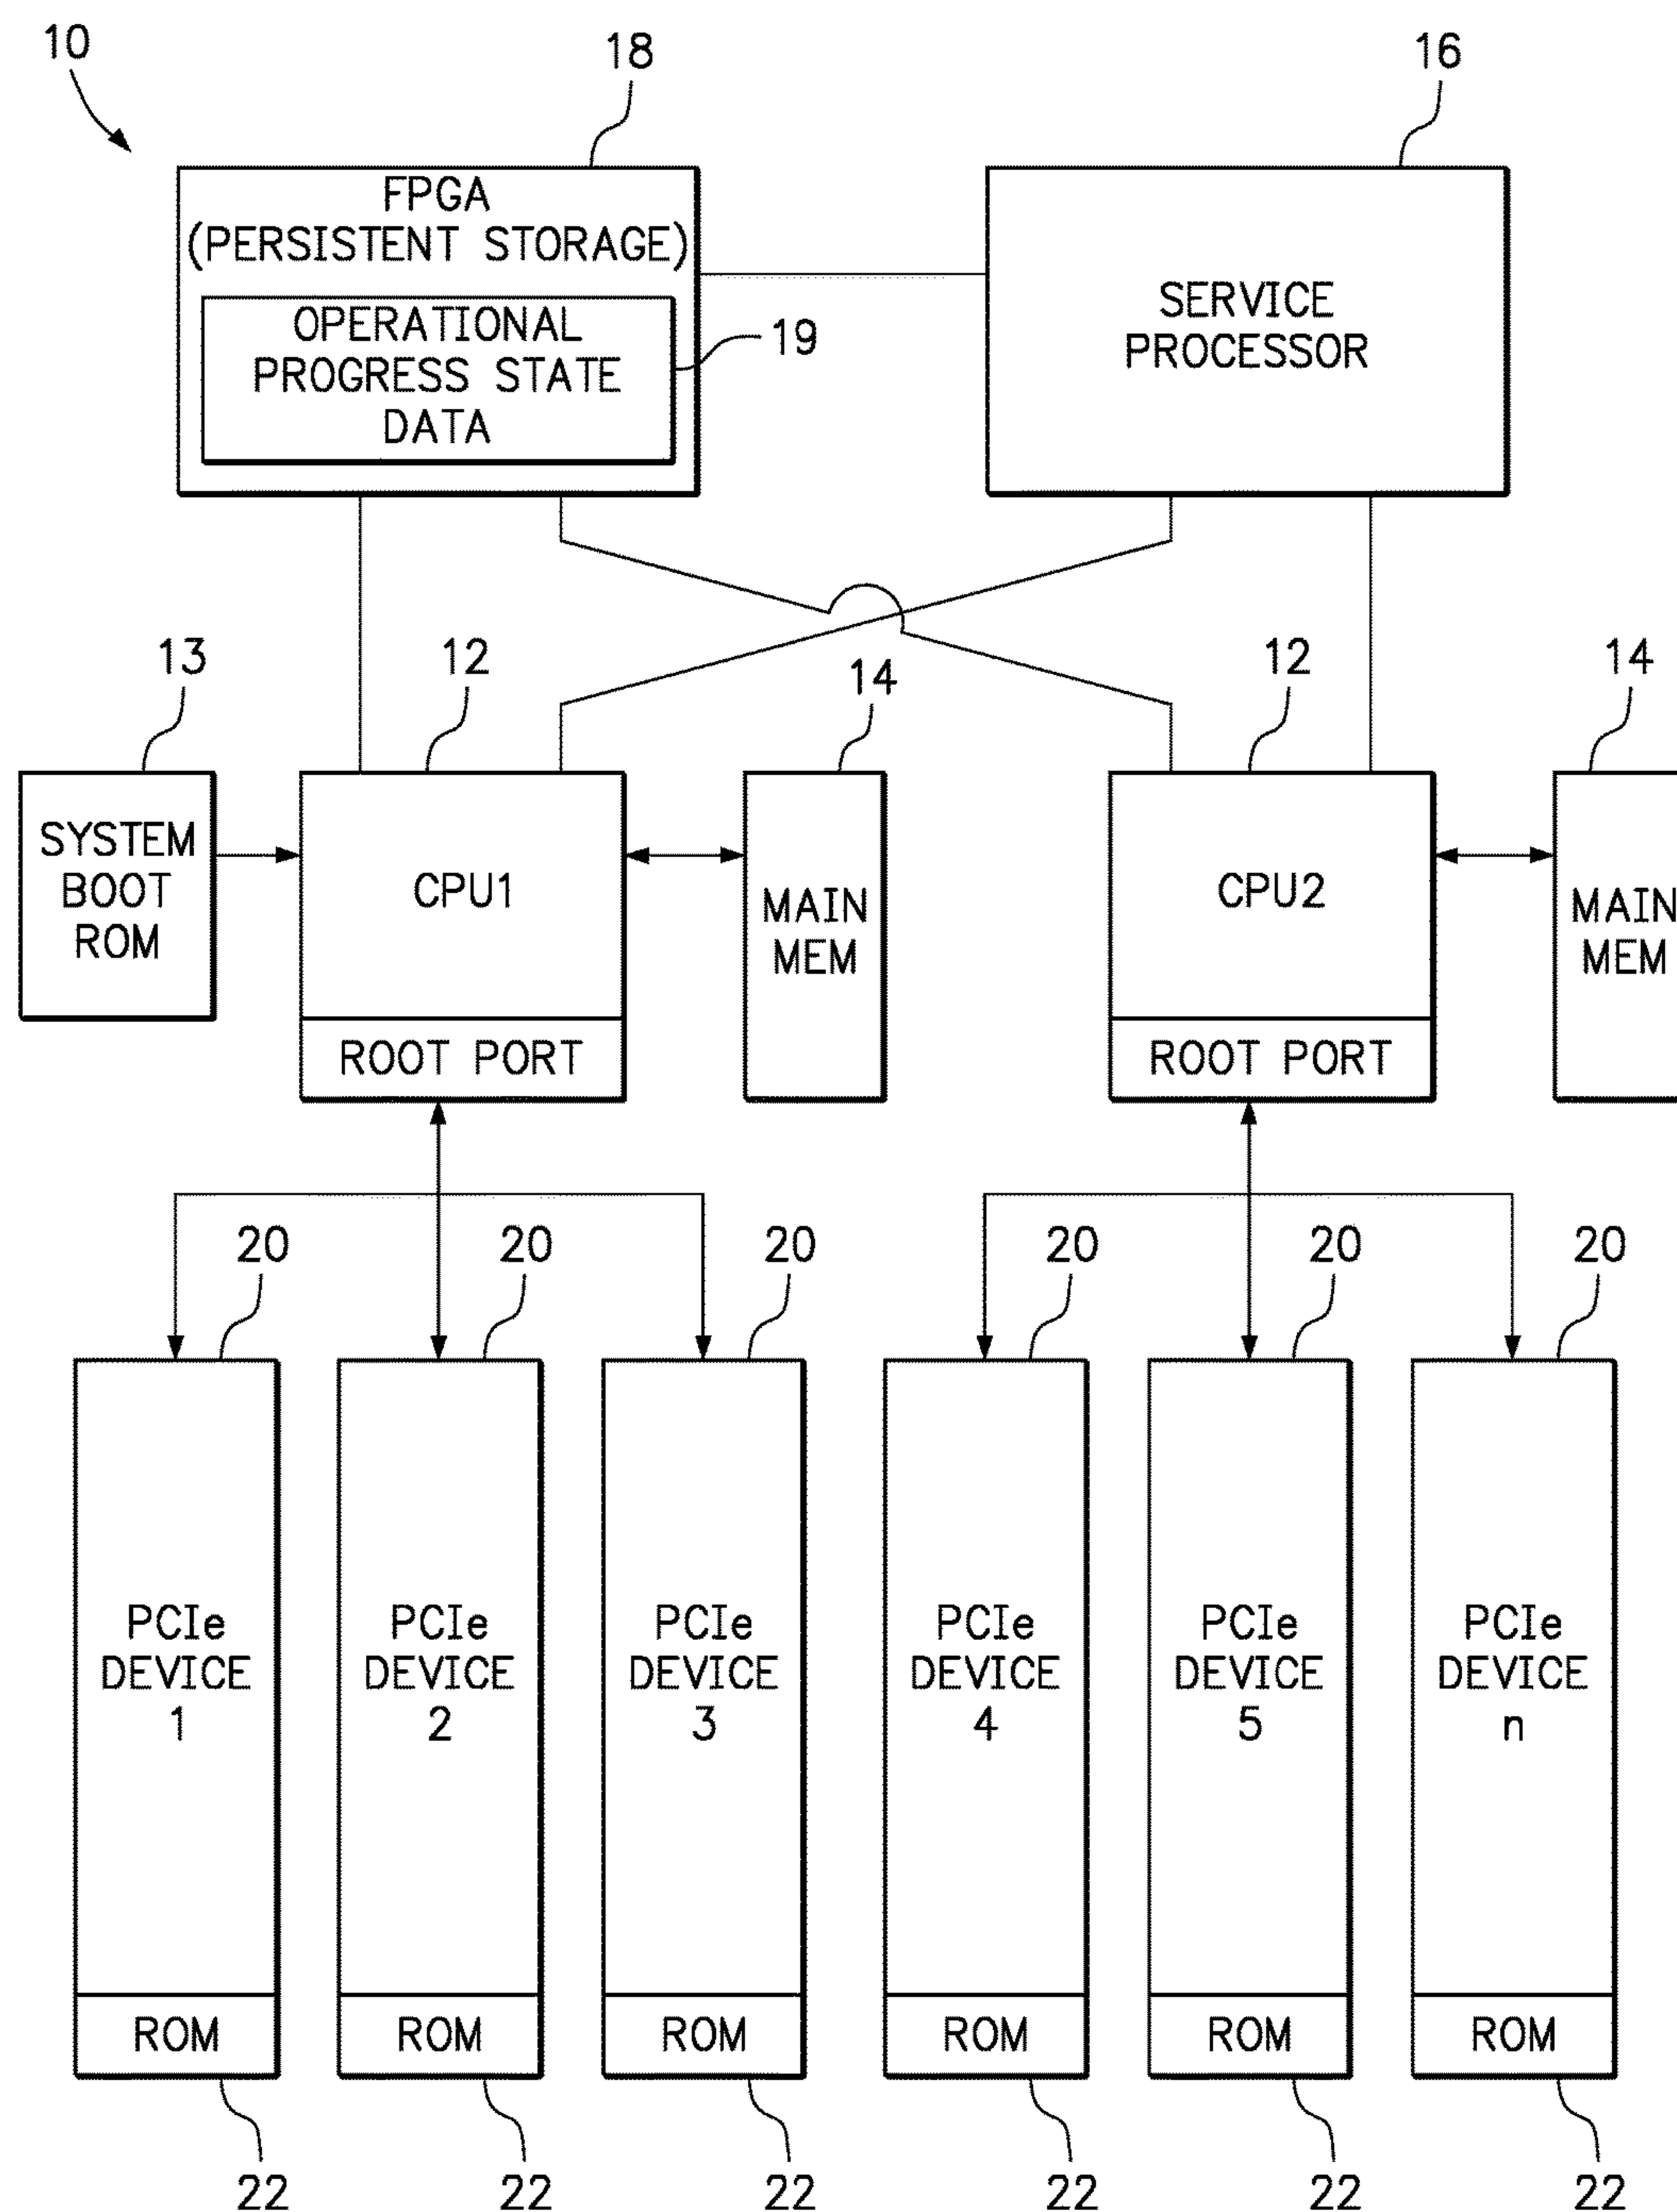 10
18
16
FPGA
(PERSISTENT STORAGE)
OPERATIONAL
PROGRESS STATE
DATA
19
SERVICE
PROCESSOR
13
12
14
12
14
SYSTEM
BOOT
ROM
CPU1
MAIN
MEM
CPU2
MAIN
MEM
ROOT PORT
ROOT PORT
20
20
20
20
20
20
PCIe
DEVICE
1
PCIe
DEVICE
2
PCIe
DEVICE
3
PCIe
DEVICE
4
PCIe
DEVICE
5
PCIe
DEVICE
n
ROM
ROM
ROM
ROM
ROM
ROM
22
22
22
22
22
22